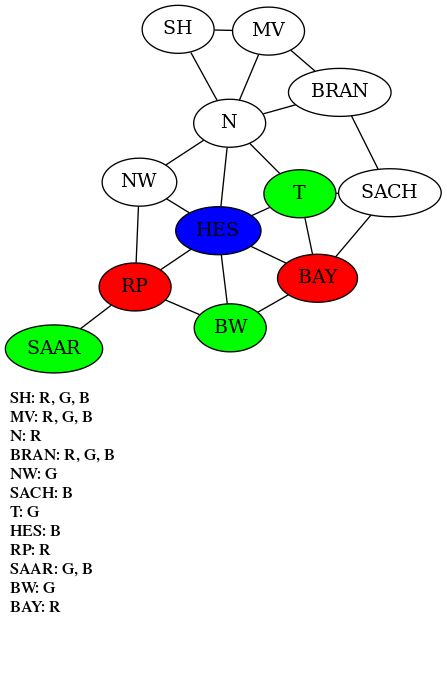 SH
MV
BRAN
N
NW
T
SACH
HES
BAY
RP
BW
SAAR
SH: R, G, B
MV: R, G, B
N: R
BRAN: R, G, B
NW: G
SACH: B
T: G
HES: B
RP: R
SAAR: G, B
BW: G
BAY: R